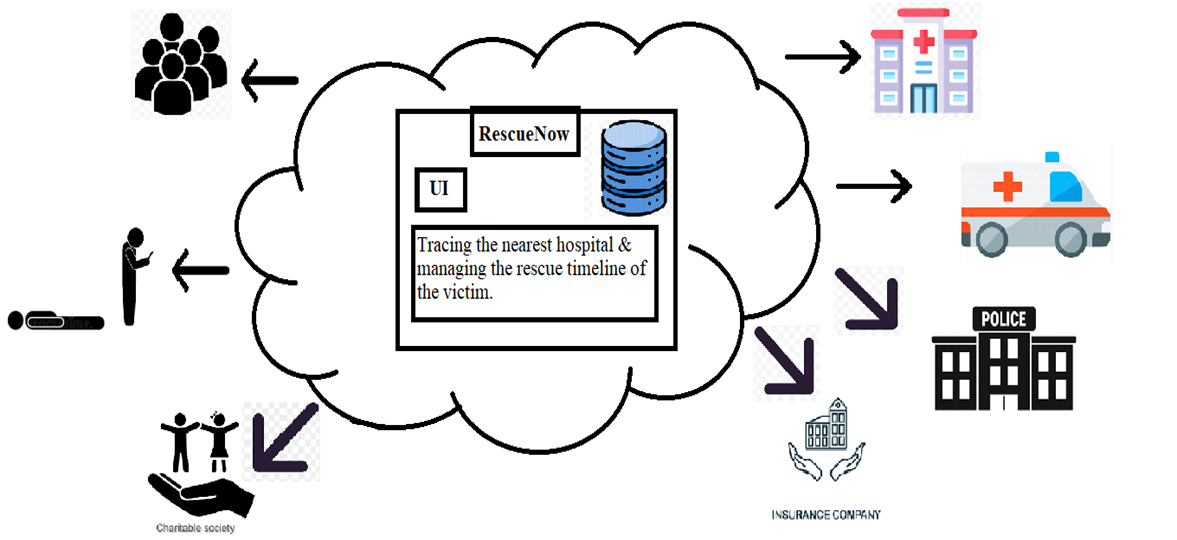 RescueNow
UI
Tracing the nearest hospital &
managing the rescue timeline of
the victim.
POLICE
INSURANCE COMPANY
Charitable society